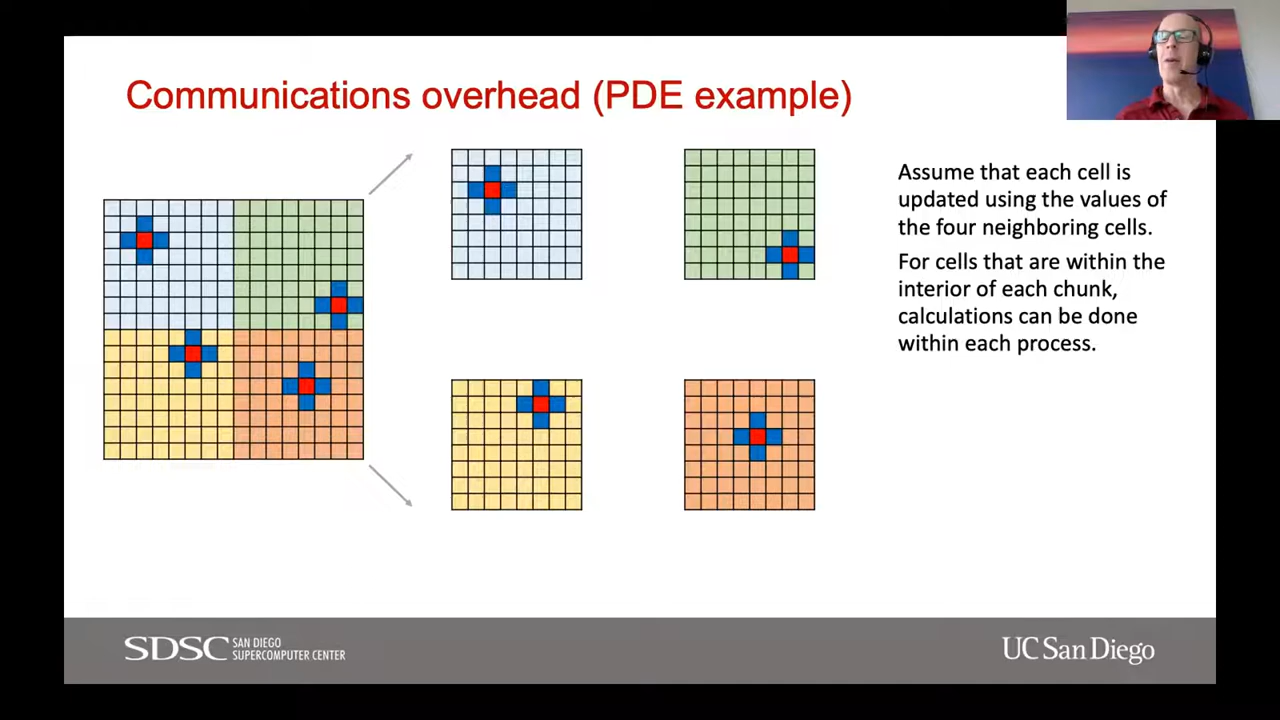 Communications overhead (PDE example)
Assume that each cell is
updated using the values of
the four neighboring cells.
For cells that are within the
interior of each chunk,
calculations can be done
within each process.
SDSC SAN DIEGO
SUPERCOMPUTER CENTER
UC San Diego